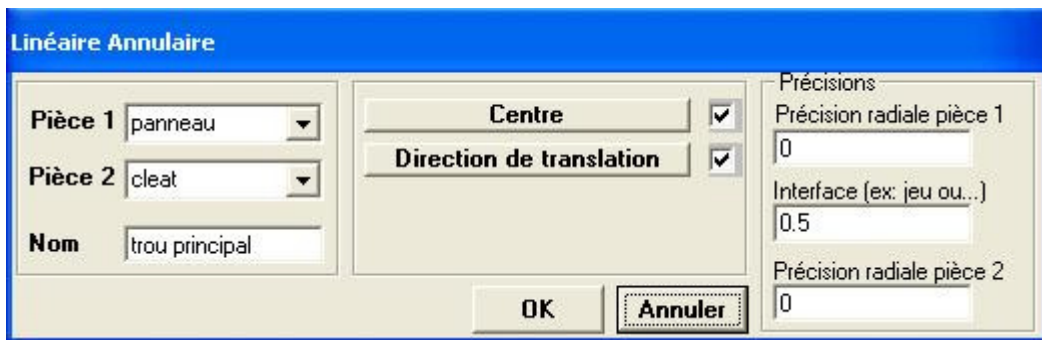 Linéaire Annulaire
Pièce 1 panneau
Pièce 2 cleat
Nom trou principal
Centre
Direction de translation
OK Annuler
Précisions
Précision radiale pièce 1
0
Interface (ex: jeu ou...)
0.5
Précision radiale pièce 2
0